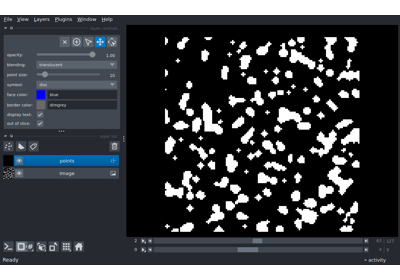 File View Layers Plugins Window Help
opacity: 1.00
blending: translucent
point size: 10
symbol: disc
face color: blue
border color: dimgrey
display text:
out of slice:
points
Image
2
0
Ready
activity